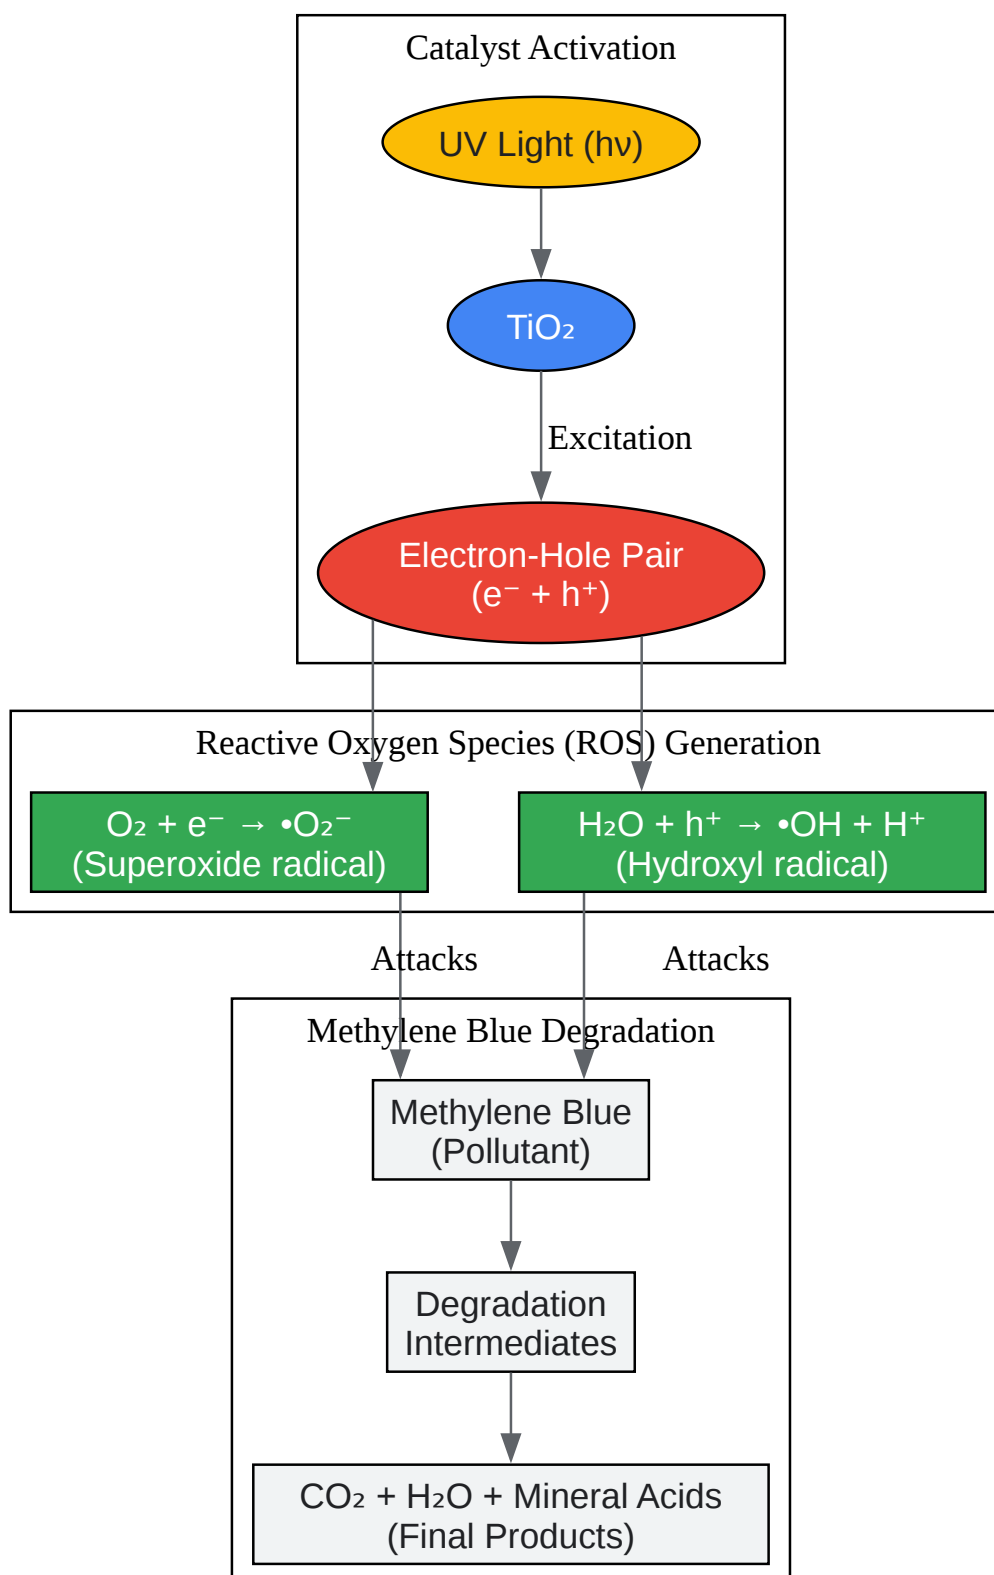 Catalyst Activation
UV Light (hν)
TiO₂
Excitation
Electron-Hole Pair
(e⁻ + h⁺)
Reactive Oxygen Species (ROS) Generation
O₂ + e⁻ → •O₂⁻
(Superoxide radical)
H₂O + h⁺ → •OH + H⁺
(Hydroxyl radical)
Attacks
Attacks
Methylene Blue Degradation
Methylene Blue
(Pollutant)
Degradation
Intermediates
CO₂ + H₂O + Mineral Acids
(Final Products)